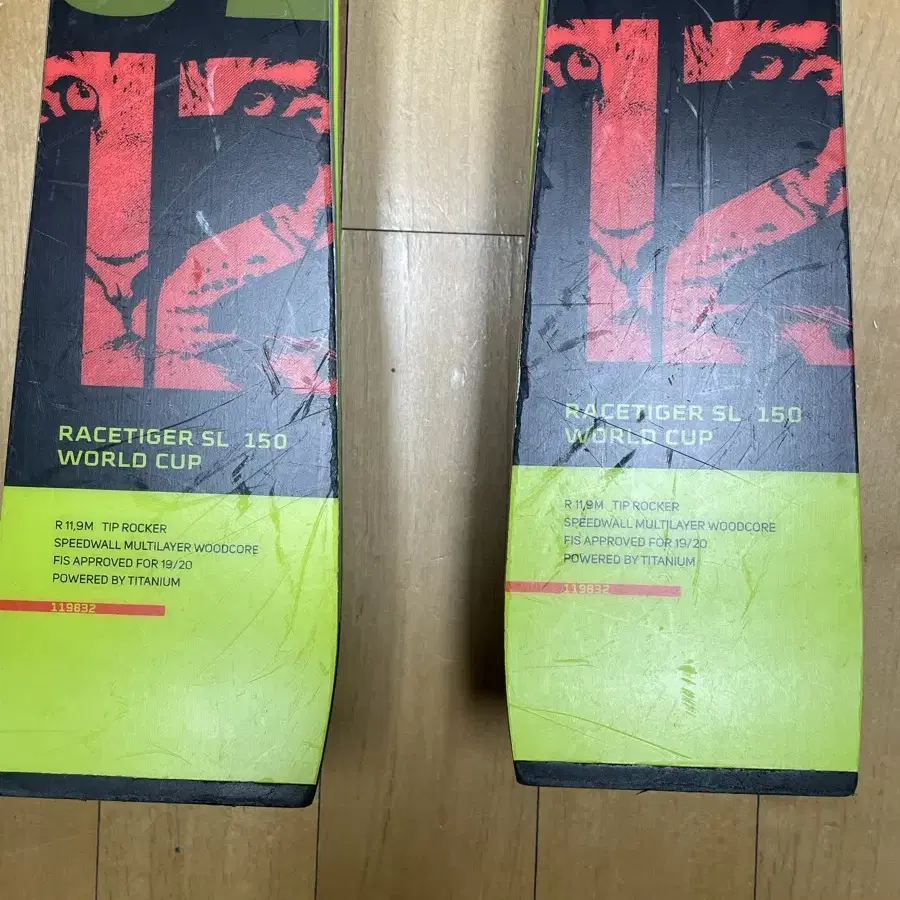 12
RACETIGER SL 150
WORLD CUP
R 11,9M TIP ROCKER
SPEEDWALL MULTILAYER WOODCORE
FIS APPROVED FOR 19/20
POWERED BY TITANIUM
119832
12
RACETIGER SL 150
WORLD CUP
R 11,9M TIP ROCKER
SPEEDWALL MULTILAYER WOODCORE
FIS APPROVED FOR 19/20
POWERED BY TITANIUM
119832